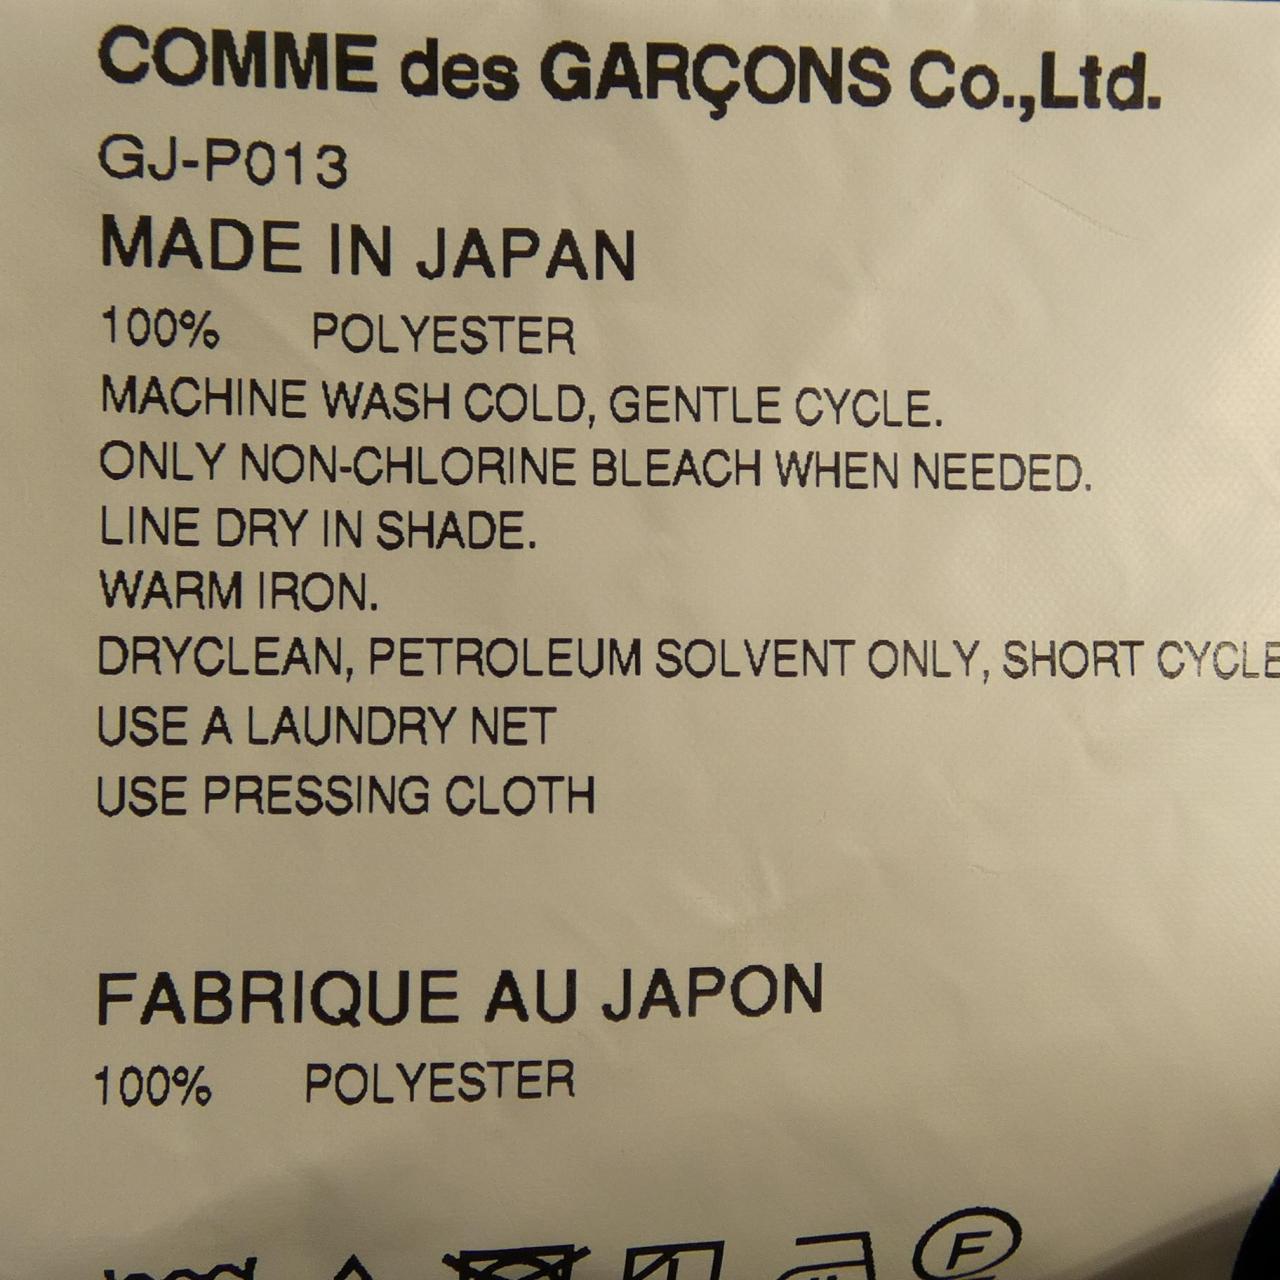 COMME des GARÇONS Co.,Ltd.
GJ-P013
MADE IN JAPAN
100% POLYESTER
MACHINE WASH COLD, GENTLE CYCLE.
ONLY NON-CHLORINE BLEACH WHEN NEEDED.
LINE DRY IN SHADE.
WARM IRON.
DRYCLEAN, PETROLEUM SOLVENT ONLY, SHORT CYCLE
USE A LAUNDRY NET
USE PRESSING CLOTH
FABRIQUE AU JAPON
100% POLYESTER
F